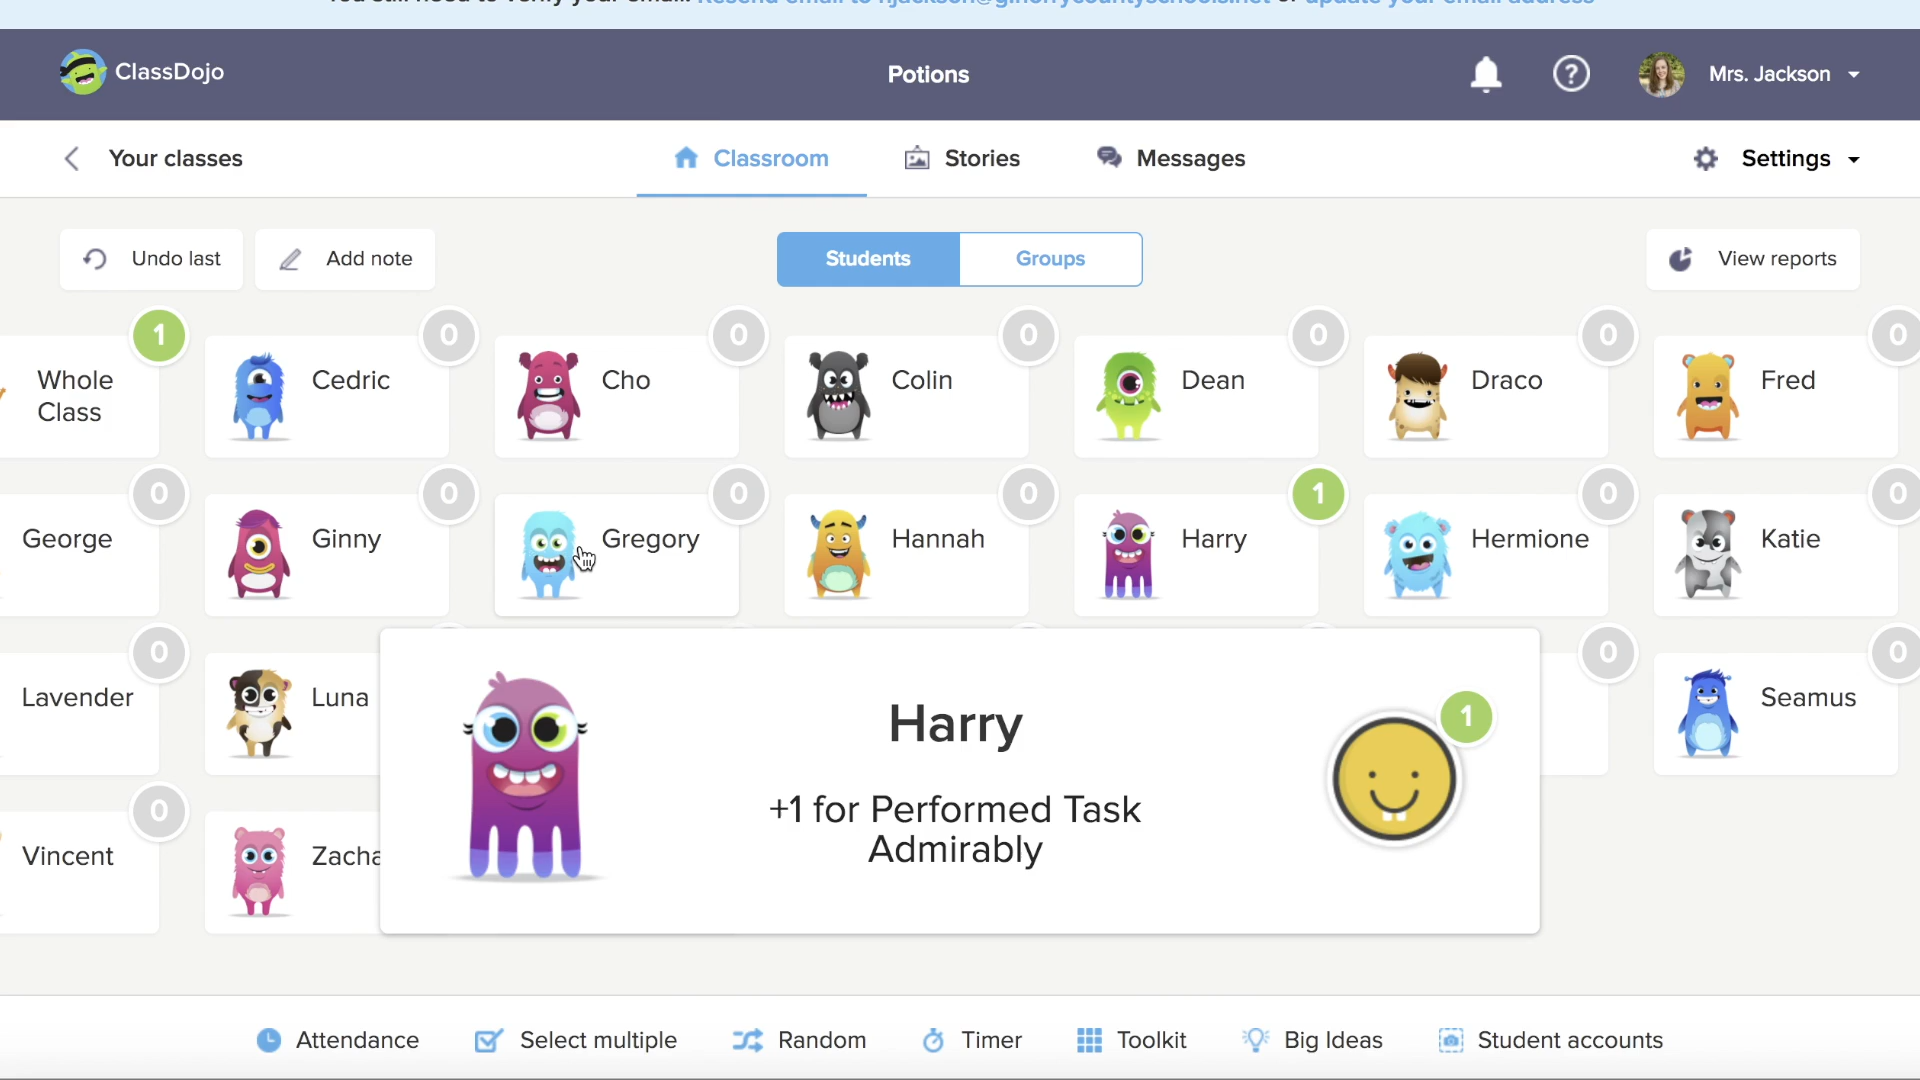 ClassDojo
Potions
Mrs. Jackson
Your classes
Classroom
Stories
Messages
Settings
Undo last
Add note
Students
Groups
View reports
1
0
0
0
0
0
0
Whole
Class
Cedric
Cho
Colin
Dean
Draco
Fred
0
0
0
0
1
0
0
George
Ginny
Gregory
Hannah
Harry
Hermione
Katie
0
0
0
Lavender
Luna
Seamus
1
Harry
+1 for Performed Task
Admirably
0
Vincent
Zacha
Attendance
Select multiple
Random
Timer
Toolkit
Big Ideas
Student accounts